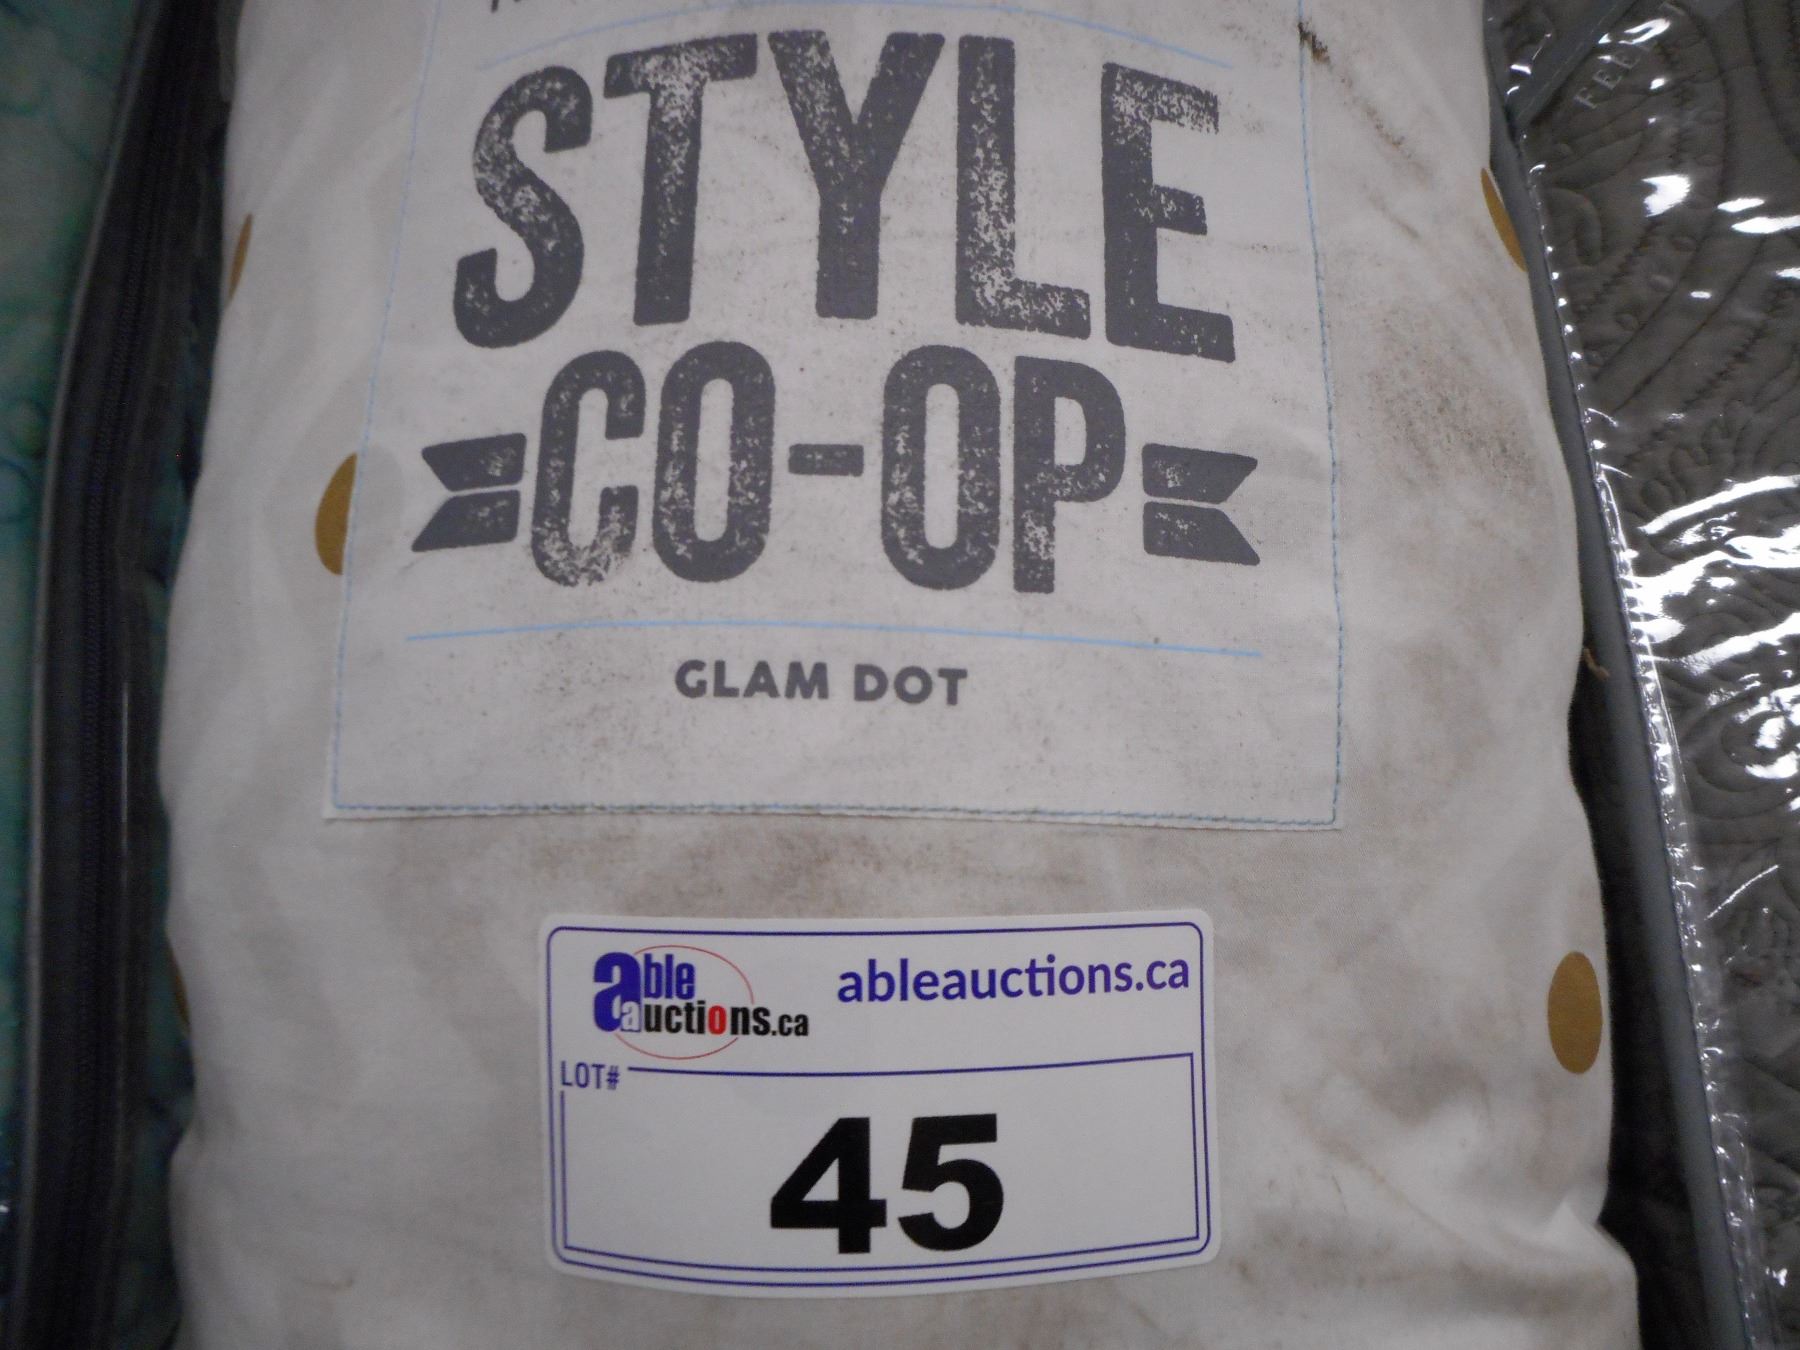 STYLE
CO-OP
GLAM DOT
able auctions.ca
ableauctions.ca
LOT#
45